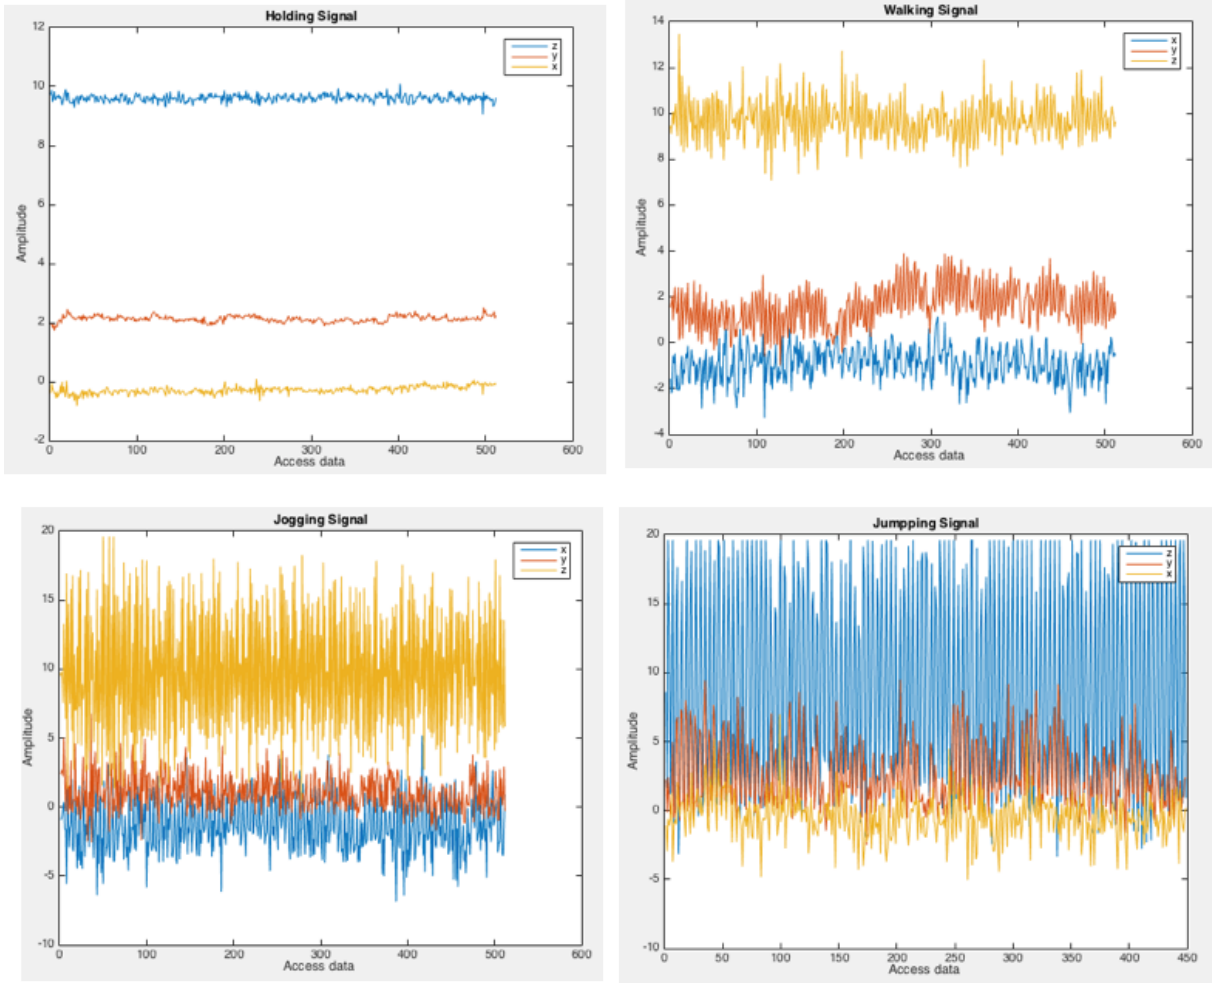 Holding Signal
12
10
8
6
4
2
0
-2
0 100 200 300 400 500 600
Amplitude
Access data
z
y
x
Walking Signal
14
12
10
8
6
4
2
0
-2
-4
0 100 200 300 400 500 600
Amplitude
Access data
x
y
z
Jogging Signal
20
15
10
5
0
-5
-10
0 100 200 300 400 500 600
Amplitude
Access data
x
y
z
Jumpping Signal
20
15
10
5
0
-5
-10
0 50 100 150 200 250 300 350 400 450
Amplitude
Access data
z
y
x